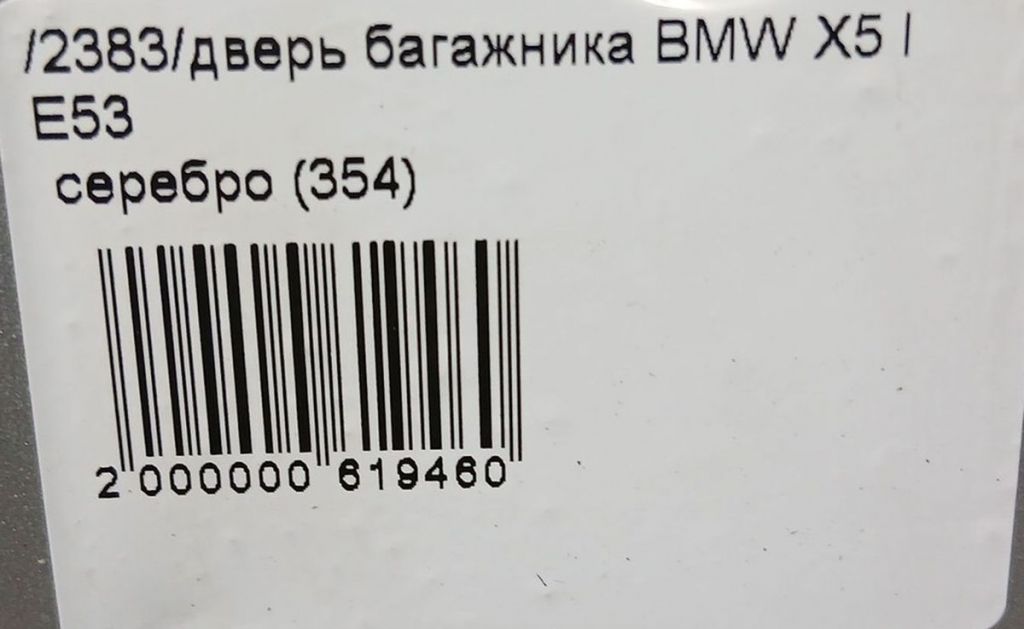 /2383/дверь багажника BMW X5 I
E53
серебро (354)
2 000000 619460